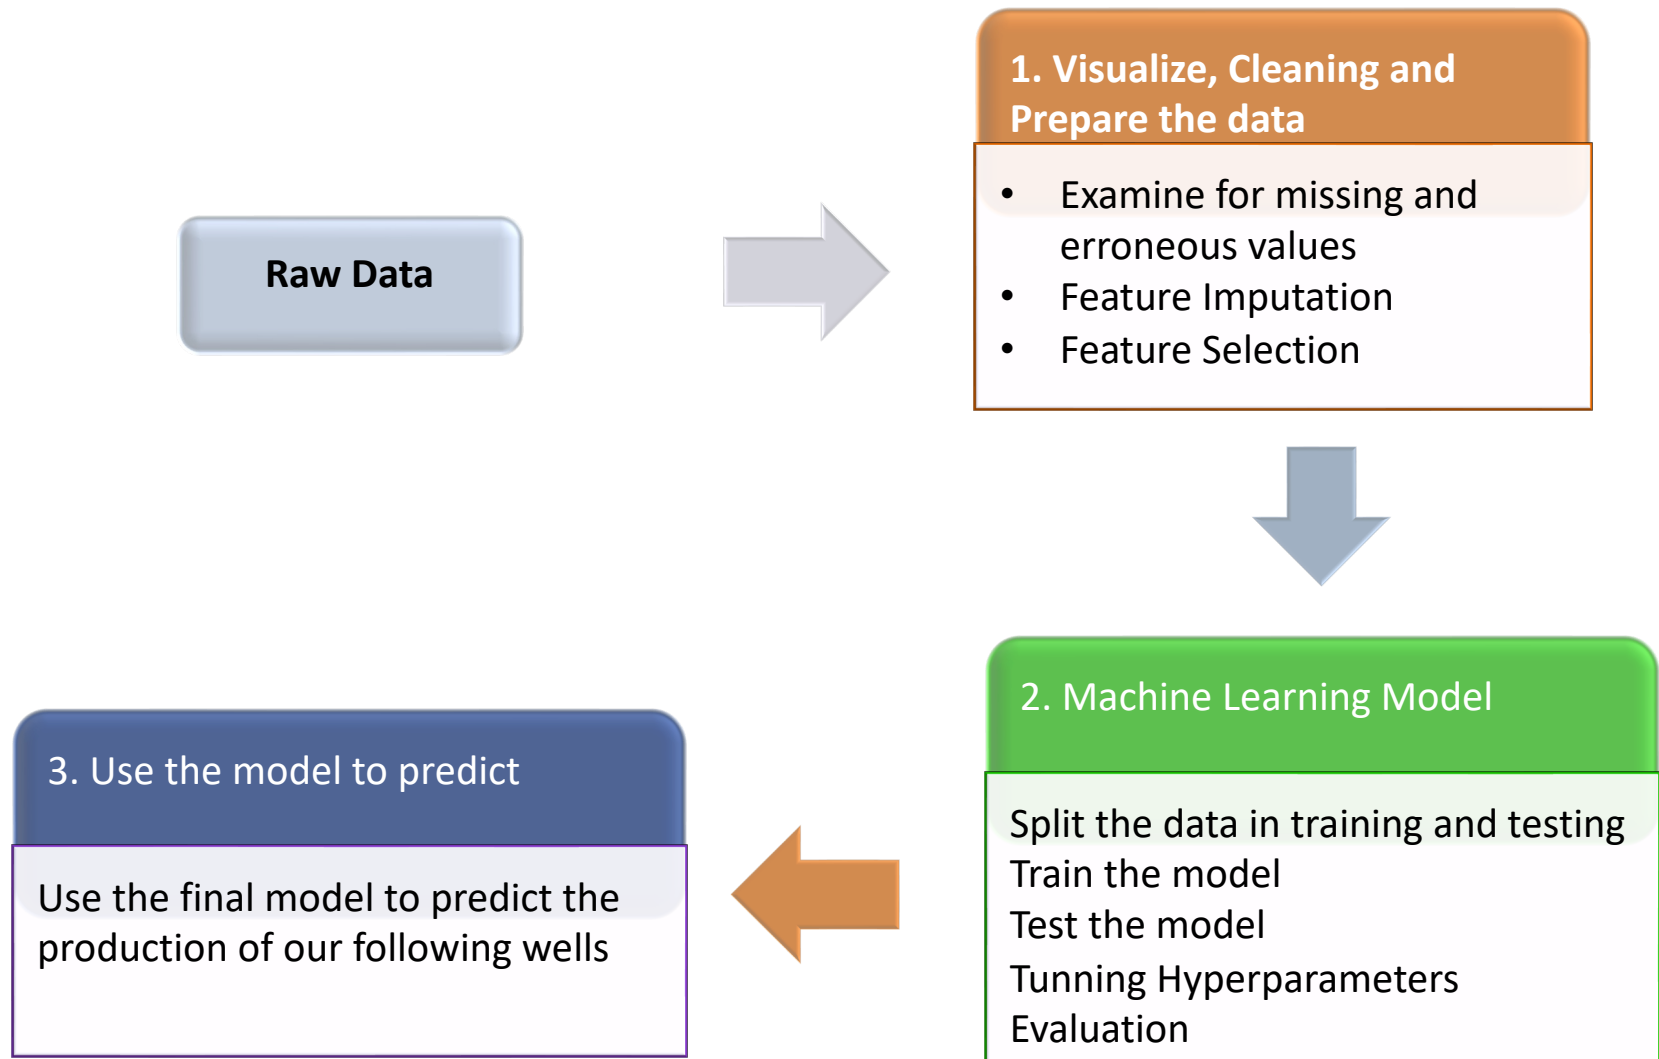 Raw Data
1. Visualize, Cleaning and
Prepare the data
• Examine for missing and
erroneous values
• Feature Imputation
• Feature Selection
2. Machine Learning Model
Split the data in training and testing
Train the model
Test the model
Tunning Hyperparameters
Evaluation
3. Use the model to predict
Use the final model to predict the
production of our following wells